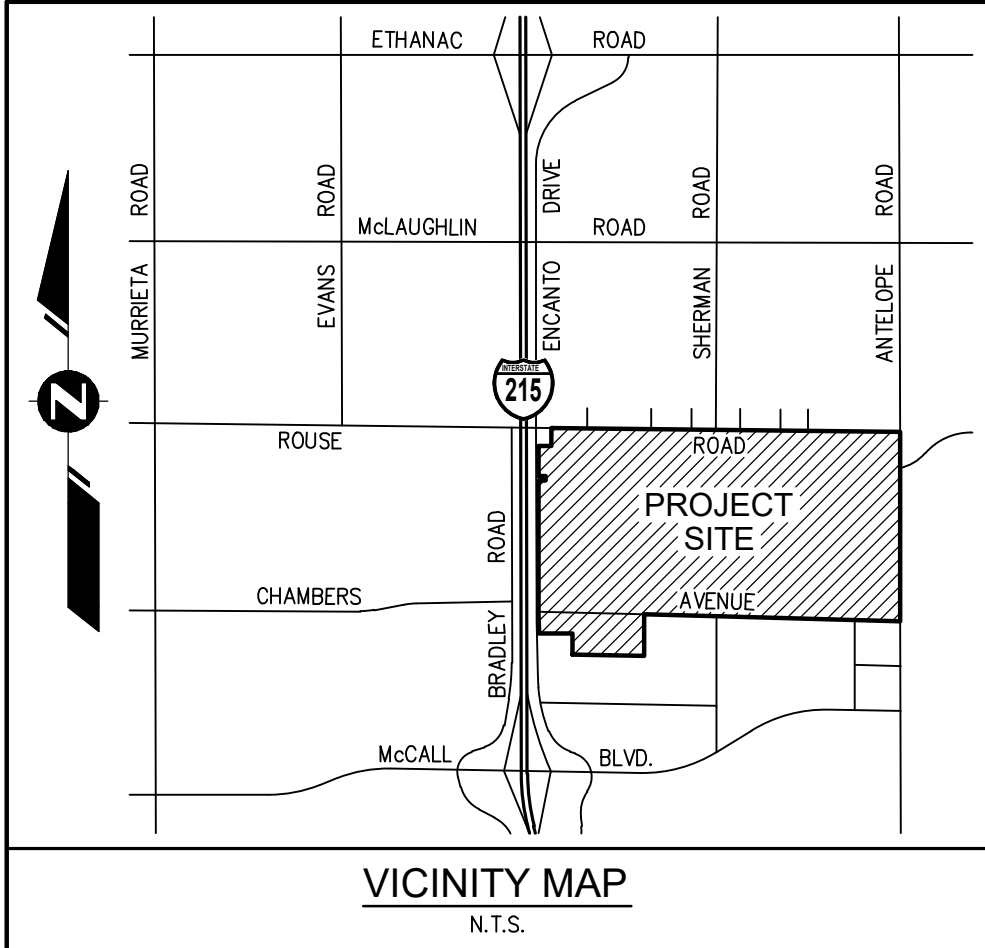 ETHANAC ROAD
MURRIETA ROAD
EVANS ROAD
ENCANTO DRIVE
SHERMAN ROAD
ANTELOPE ROAD
McLAUGHLIN ROAD
N
INTERSTATE
215
ROUSE ROAD
PROJECT
SITE
BRADLEY ROAD
CHAMBERS AVENUE
McCALL BLVD.
VICINITY MAP
N.T.S.